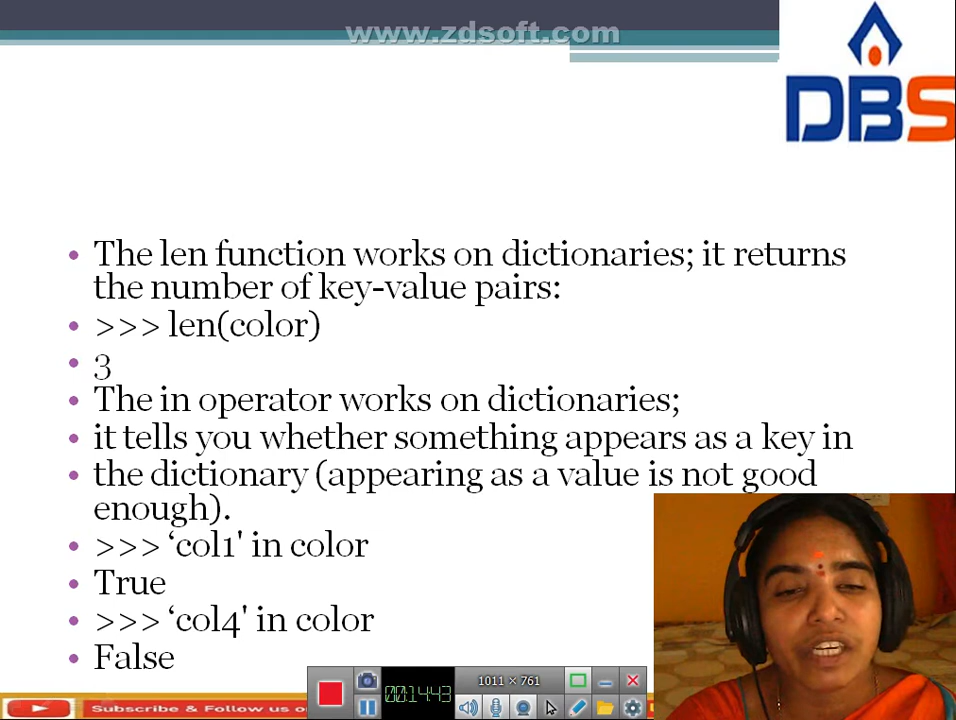 www.zdsoft.com
DBS
• The len function works on dictionaries; it returns
the number of key-value pairs:
• >>> len(color)
• 3
• The in operator works on dictionaries;
• it tells you whether something appears as a key in
• the dictionary (appearing as a value is not good
enough).
• >>> ‘col1' in color
• True
• >>> ‘col4' in color
• False
1011 × 761
00:14:43
Subscribe & Follow us o